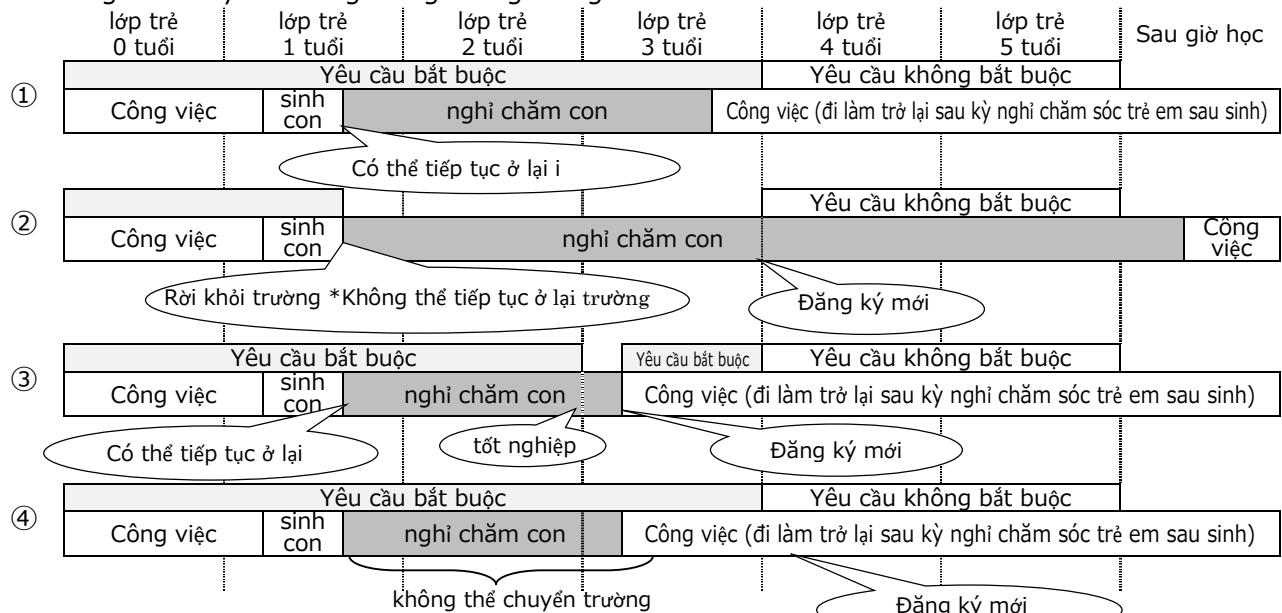 lớp trẻ
0 tuổi
lớp trẻ
1 tuổi
lớp trẻ
2 tuổi
lớp trẻ
3 tuổi
lớp trẻ
4 tuổi
lớp trẻ
5 tuổi
Sau giờ học
①
Yêu cầu bắt buộc
Yêu cầu không bắt buộc
Công việc
sinh
con
nghỉ chăm con
Công việc (đi làm trở lại sau kỳ nghỉ chăm sóc trẻ em sau sinh)
Có thể tiếp tục ở lại i
②
Yêu cầu không bắt buộc
Công việc
sinh
con
nghỉ chăm con
Công
việc
Rời khỏi trường *Không thể tiếp tục ở lại trường
Đăng ký mới
③
Yêu cầu bắt buộc
Yêu cầu bắt buộc
Yêu cầu không bắt buộc
Công việc
sinh
con
nghỉ chăm con
Công việc (đi làm trở lại sau kỳ nghỉ chăm sóc trẻ em sau sinh)
Có thể tiếp tục ở lại
tốt nghiệp
Đăng ký mới
④
Yêu cầu bắt buộc
Yêu cầu không bắt buộc
Công việc
sinh
con
nghỉ chăm con
Công việc (đi làm trở lại sau kỳ nghỉ chăm sóc trẻ em sau sinh)
không thể chuyển trường
Đăng ký mới